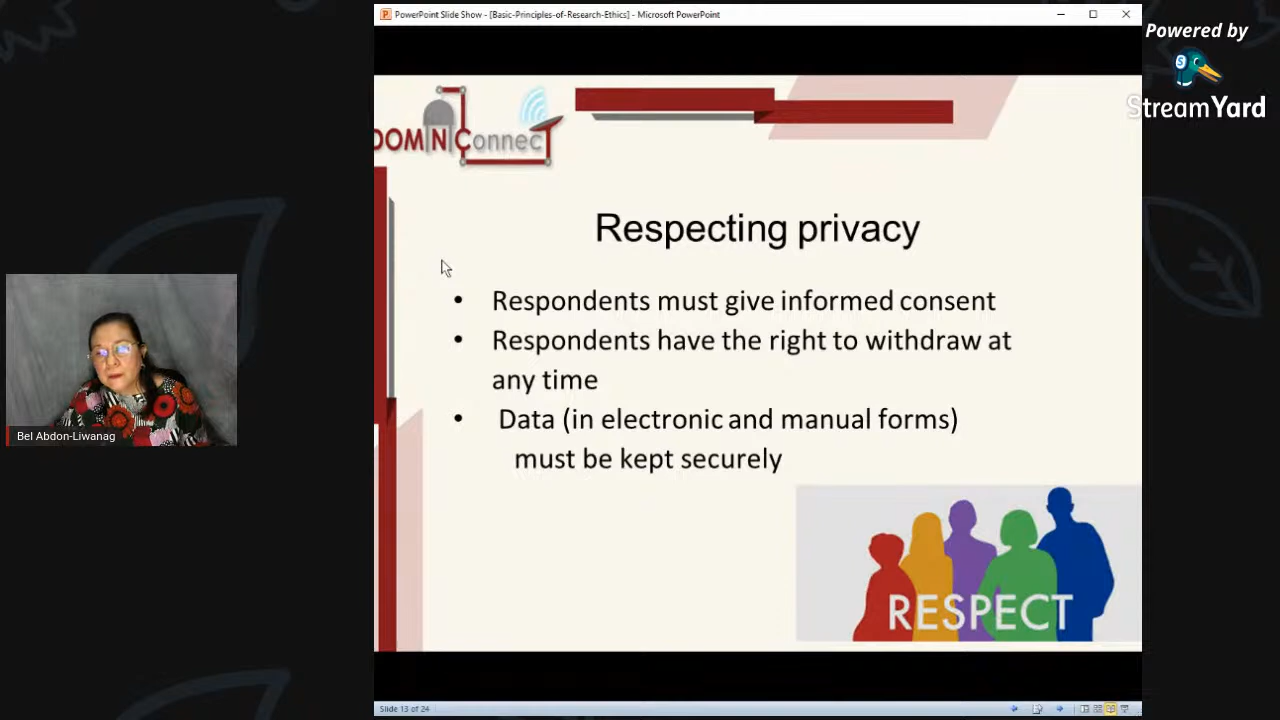 PowerPoint Slide Show - [Basic-Principles-of-Research-Ethics] - Microsoft PowerPoint
Powered by
StreamYard
DOMINConnecT
Respecting privacy
• Respondents must give informed consent
• Respondents have the right to withdraw at
any time
• Data (in electronic and manual forms)
must be kept securely
Bel Abdon-Liwanag
RESPECT
Slide 13 of 24